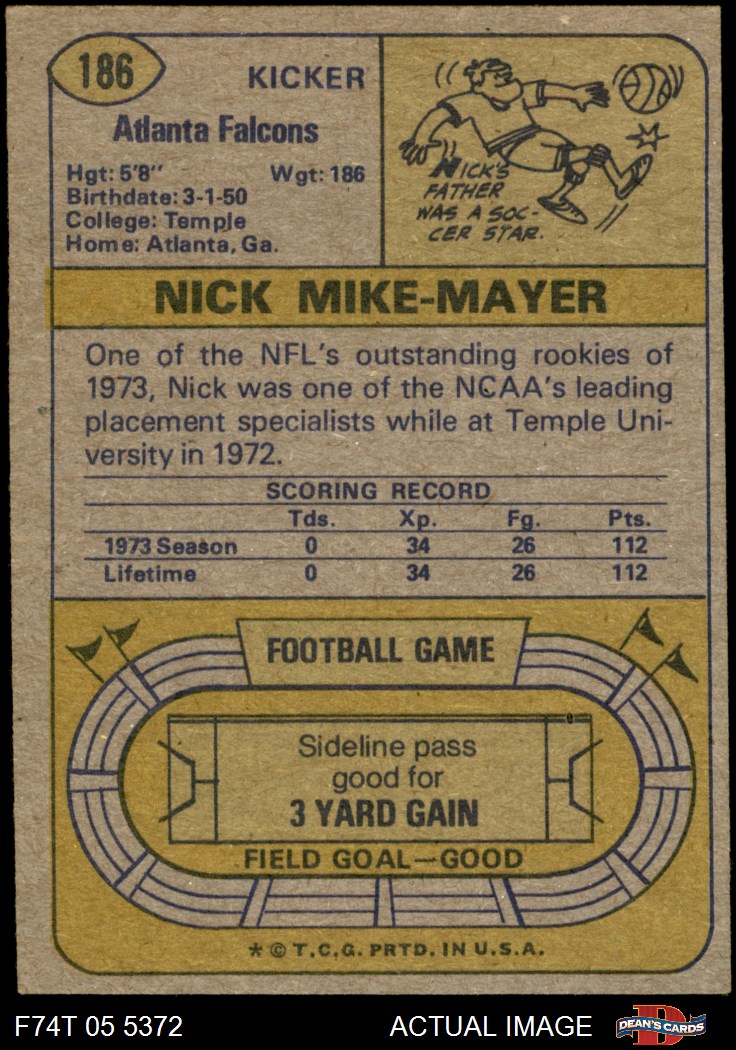 186
KICKER
Atlanta Falcons
Hgt: 5'8" Wgt: 186
Birthdate: 3-1-50
College: Temple
Home: Atlanta, Ga.
NICK'S
FATHER
WAS A SOC-
CER STAR.
NICK MIKE-MAYER
One of the NFL's outstanding rookies of
1973, Nick was one of the NCAA's leading
placement specialists while at Temple Uni-
versity in 1972.
SCORING RECORD
Tds. Xp. Fg. Pts.
1973 Season 0 34 26 112
Lifetime 0 34 26 112
FOOTBALL GAME
Sideline pass
good for
3 YARD GAIN
FIELD GOAL—GOOD
* © T.C.G. PRTD. IN U.S.A.
F74T 05 5372 ACTUAL IMAGE DEAN'S CARDS